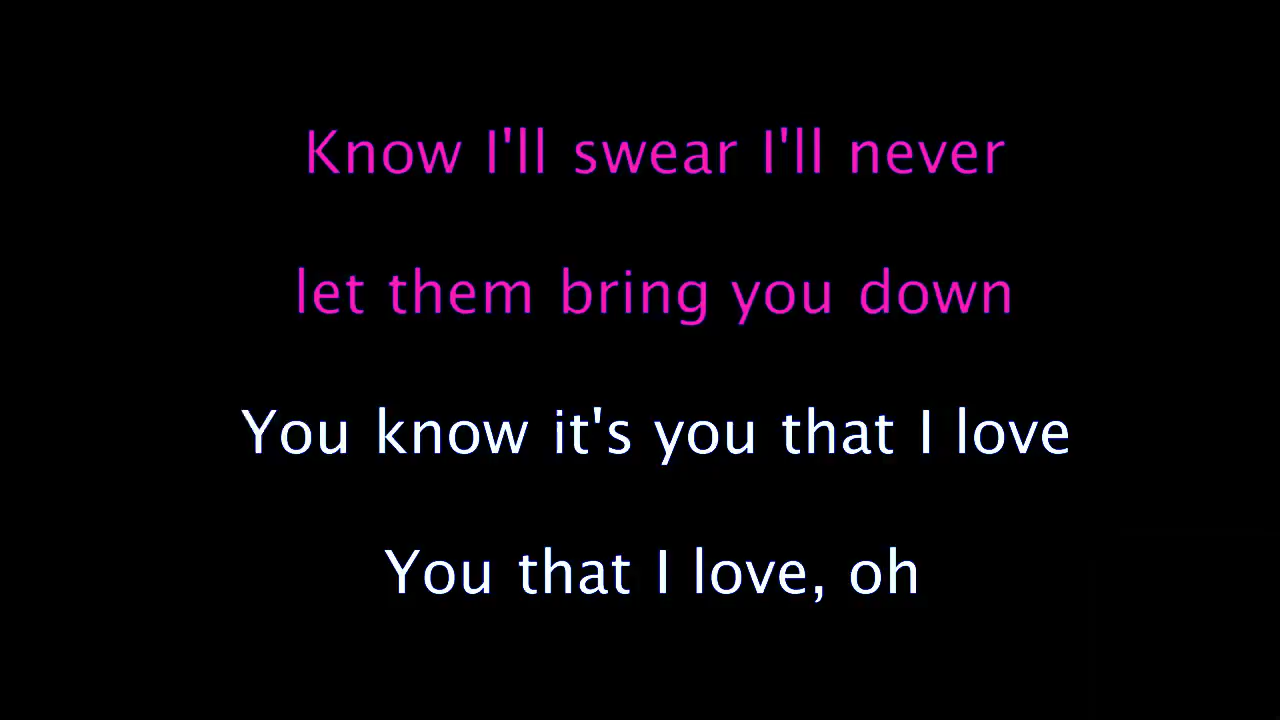 Know I'll swear I'll never
let them bring you down
You know it's you that I love
You that I love, oh